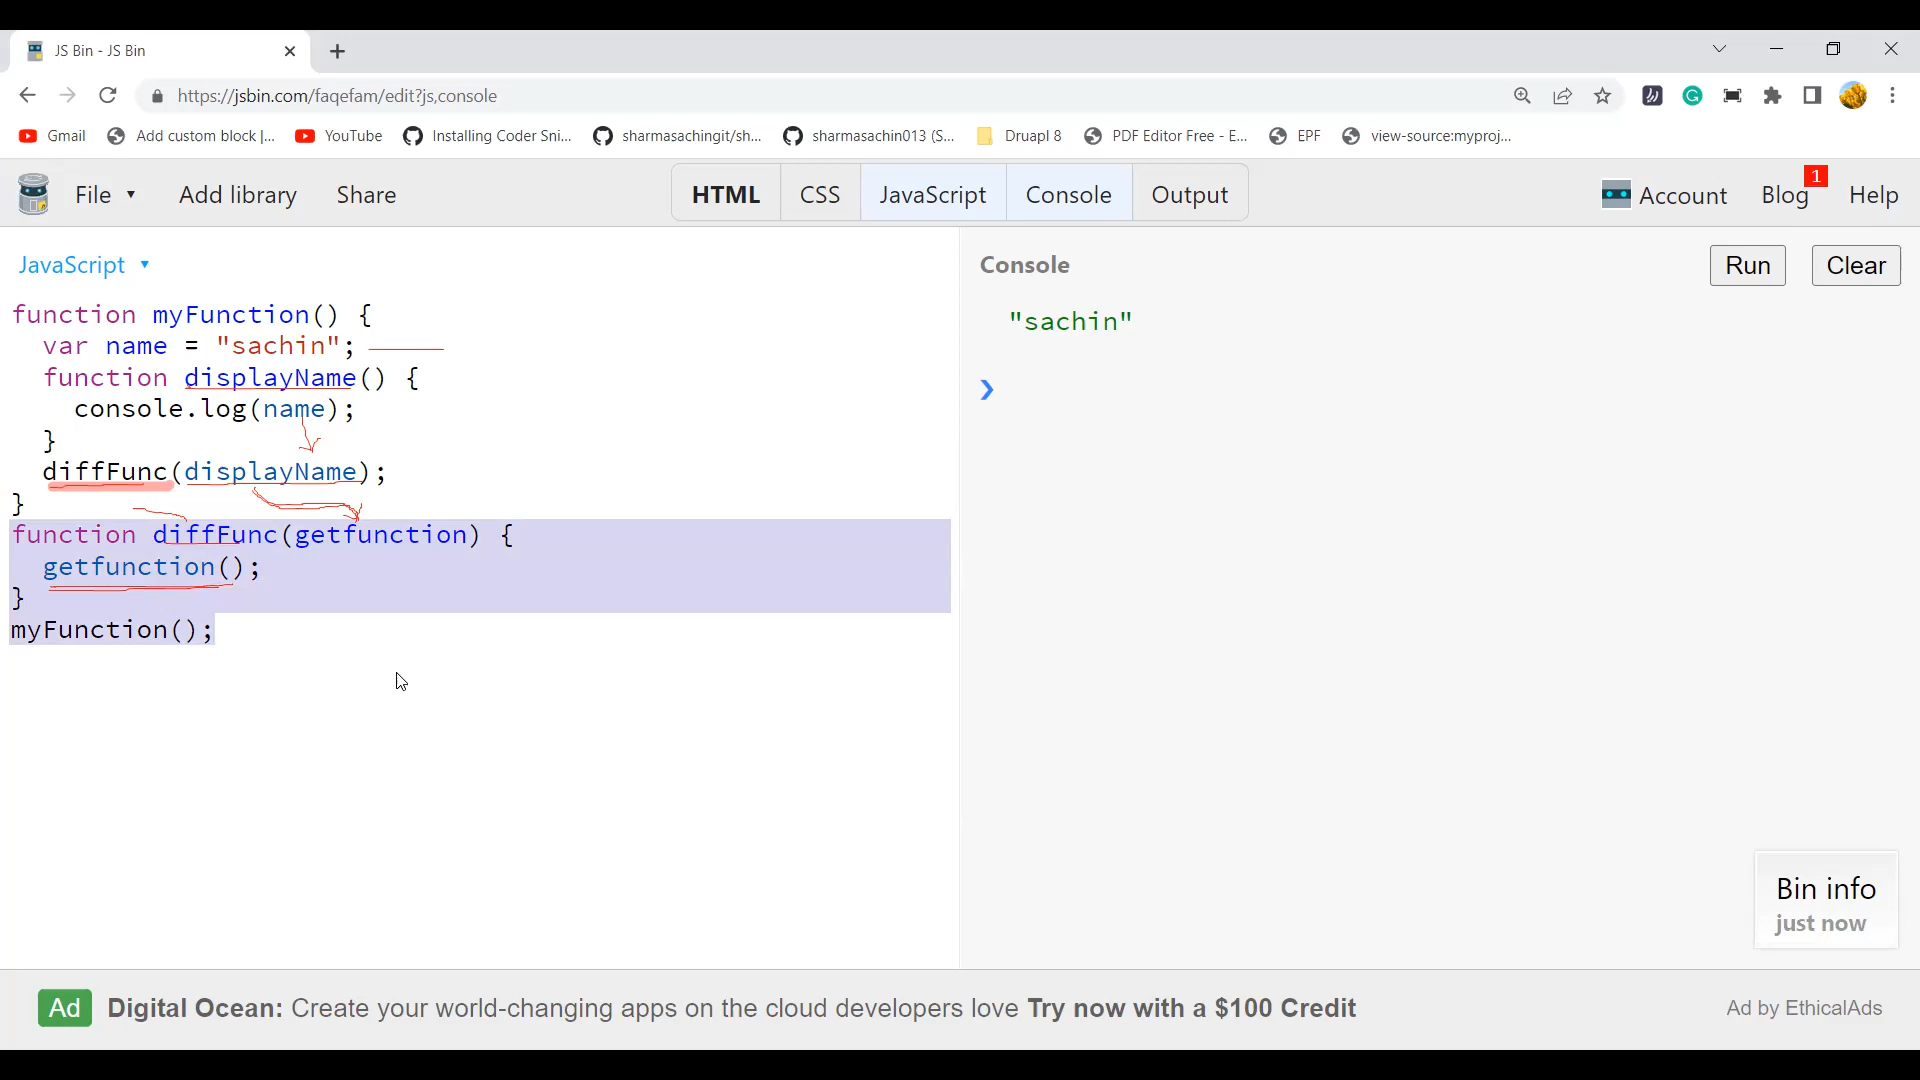 JS Bin - JS Bin
https://jsbin.com/faqefam/edit?js,console
Gmail
Add custom block |...
YouTube
Installing Coder Sni...
sharmasachingit/sh...
sharmasachin013 (S...
Druapl 8
PDF Editor Free - E...
EPF
view-source:myproj...
File
Add library
Share
HTML
CSS
JavaScript
Console
Output
Account
Blog
1
Help
JavaScript
function myFunction() {
  var name = "sachin";
  function displayName() {
    console.log(name);
  }
  diffFunc(displayName);
}
function diffFunc(getfunction) {
  getfunction();
}
myFunction();
Console
Run
Clear
"sachin"
Bin info
just now
Ad
Digital Ocean: Create your world-changing apps on the cloud developers love Try now with a $100 Credit
Ad by EthicalAds